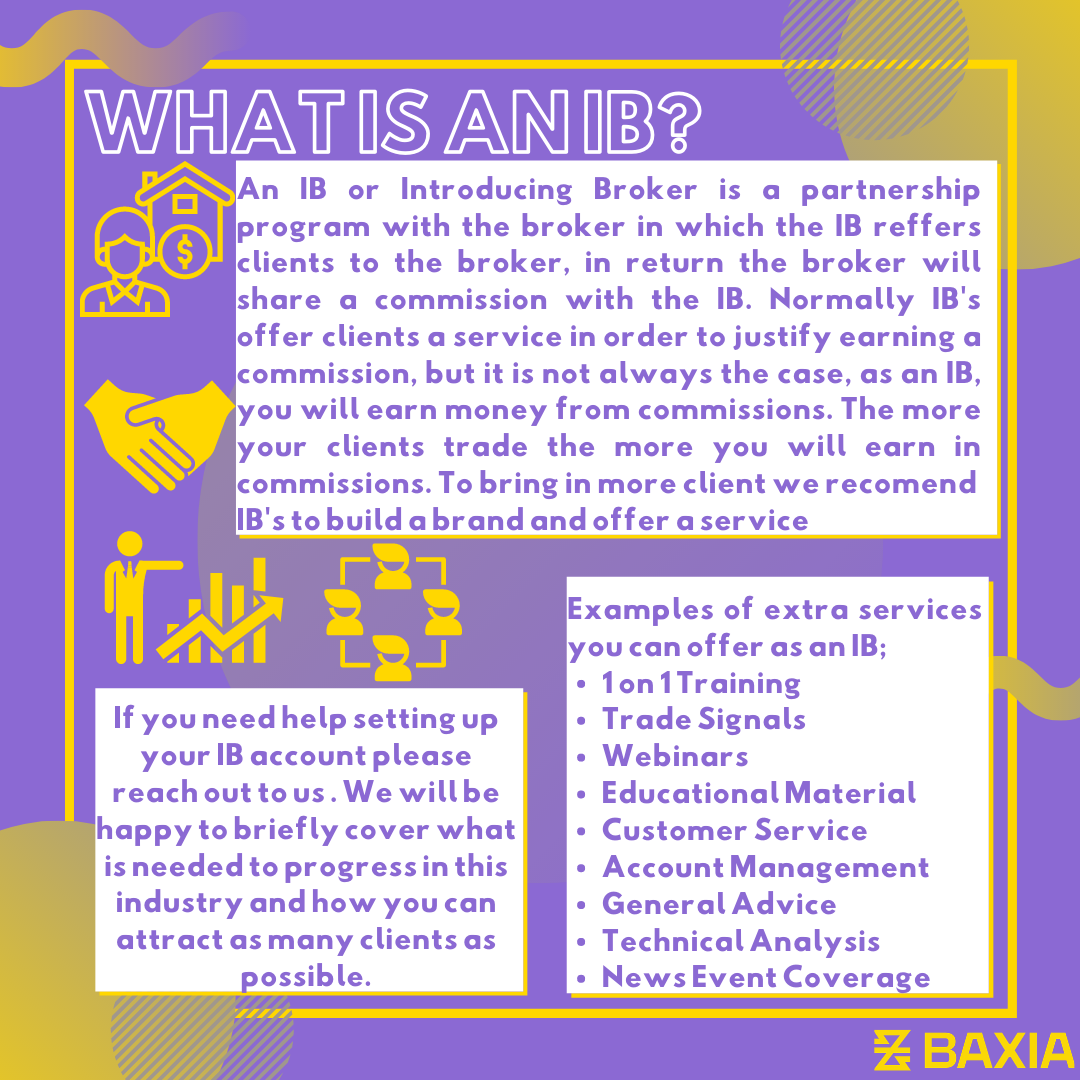 WHAT IS AN IB?
An IB or Introducing Broker is a partnership
program with the broker in which the IB reffers
clients to the broker, in return the broker will
share a commission with the IB. Normally IB's
offer clients a service in order to justify earning a
commission, but it is not always the case, as an IB,
you will earn money from commissions. The more
your clients trade the more you will earn in
commissions. To bring in more client we recomend
IB's to build a brand and offer a service
$
If you need help setting up
your IB account please
reach out to us . We will be
happy to briefly cover what
is needed to progress in this
industry and how you can
attract as many clients as
possible.
Examples of extra services
you can offer as an IB;
• 1 on 1 Training
• Trade Signals
• Webinars
• Educational Material
• Customer Service
• Account Management
• General Advice
• Technical Analysis
• News Event Coverage
BAXIA